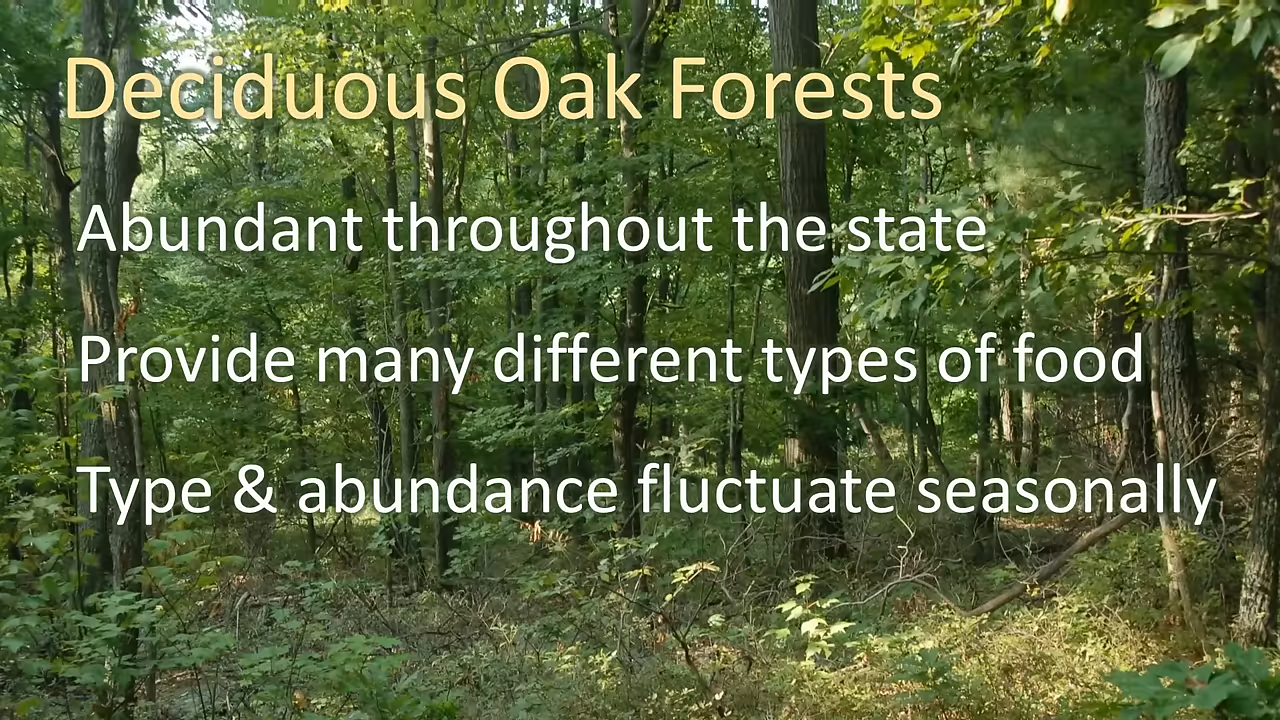 Deciduous Oak Forests
Abundant throughout the state
Provide many different types of food
Type & abundance fluctuate seasonally